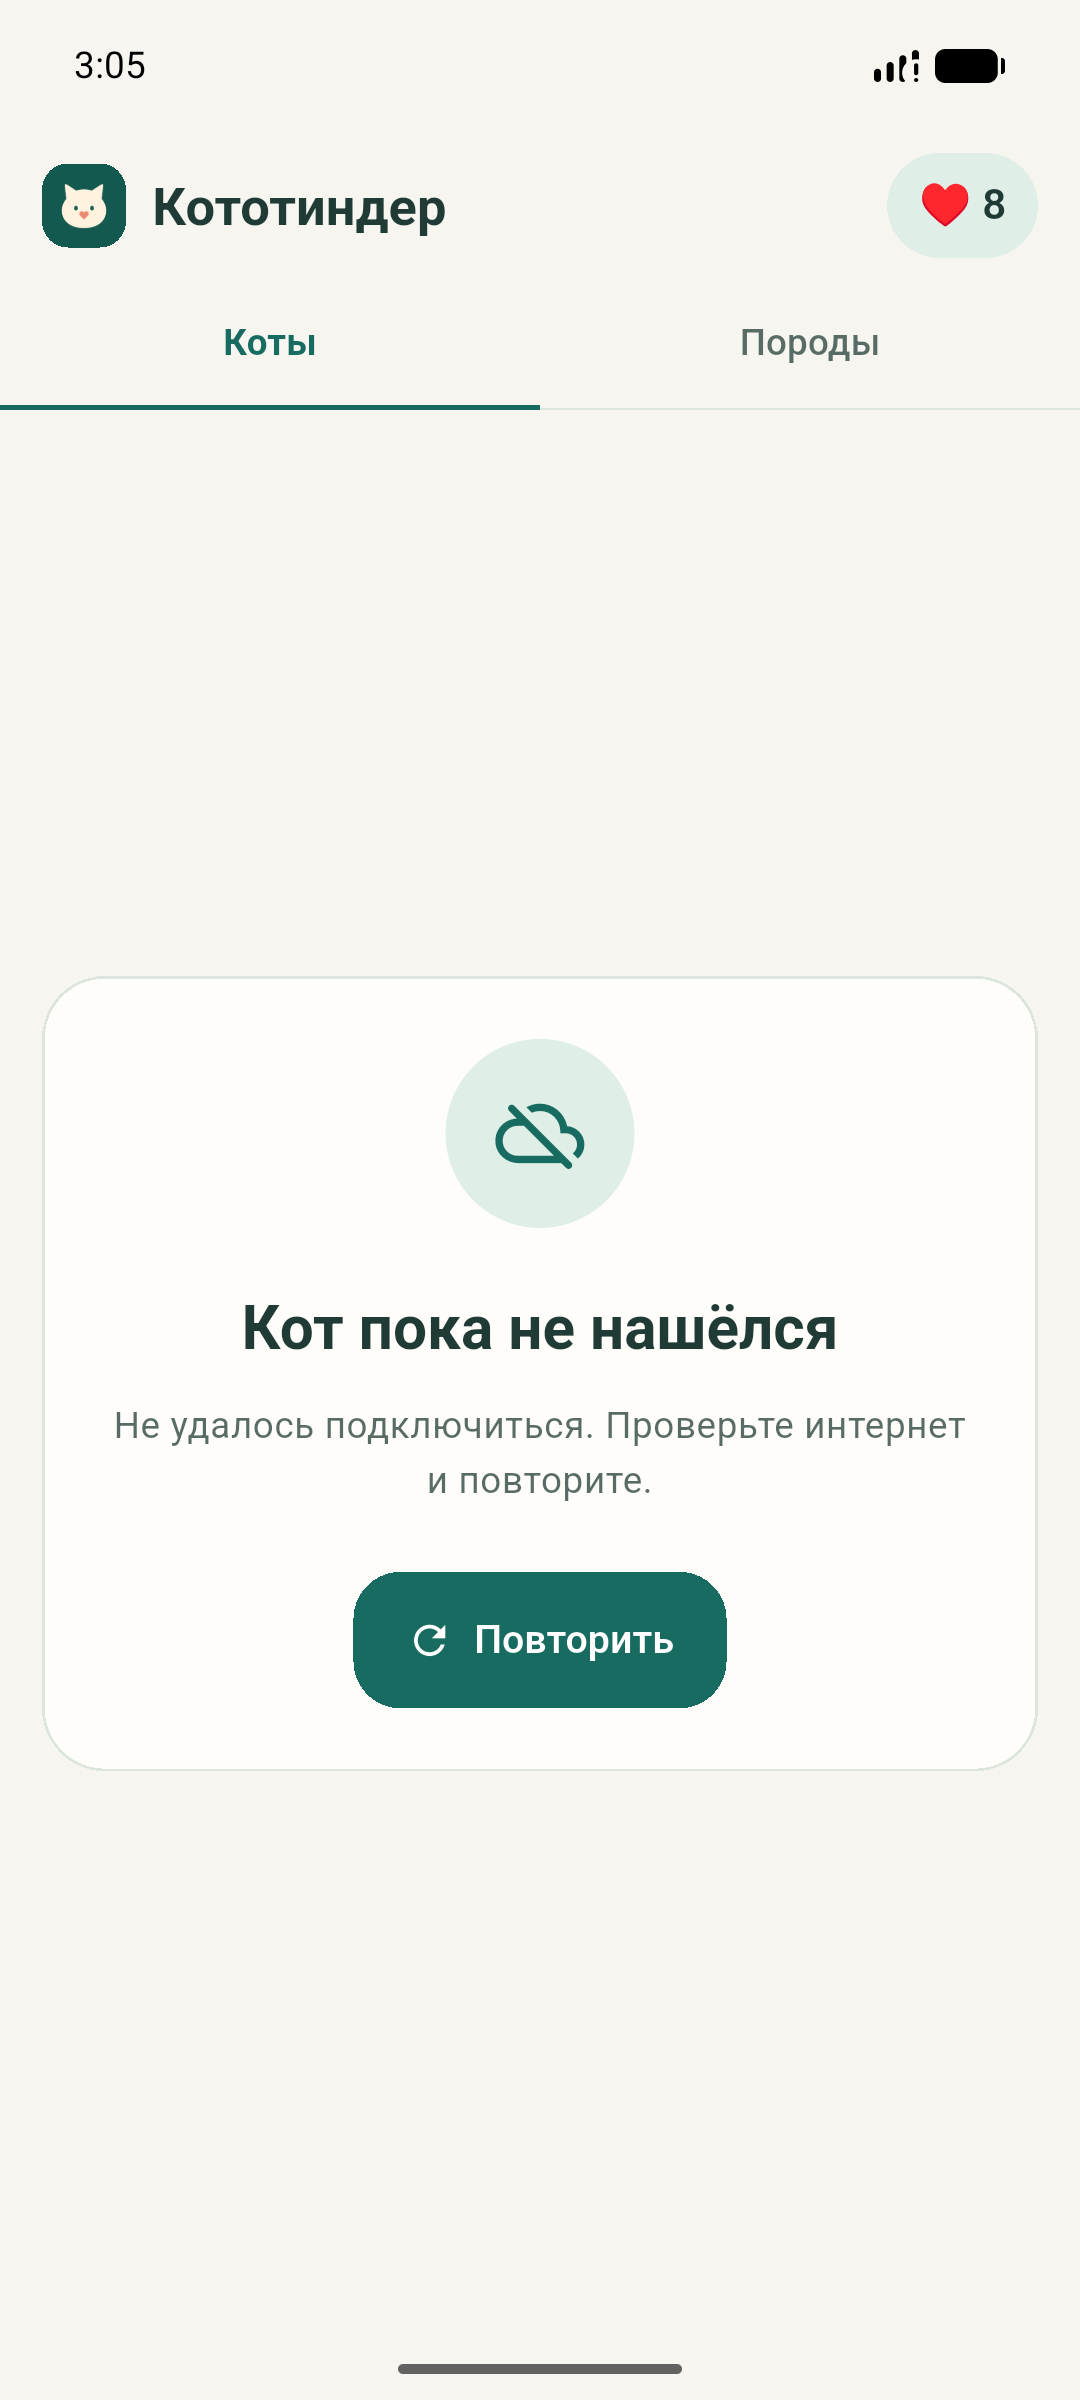 3:05
Кототиндер
8
Коты
Породы
Кот пока не нашёлся
Не удалось подключиться. Проверьте интернет
и повторите.
Повторить